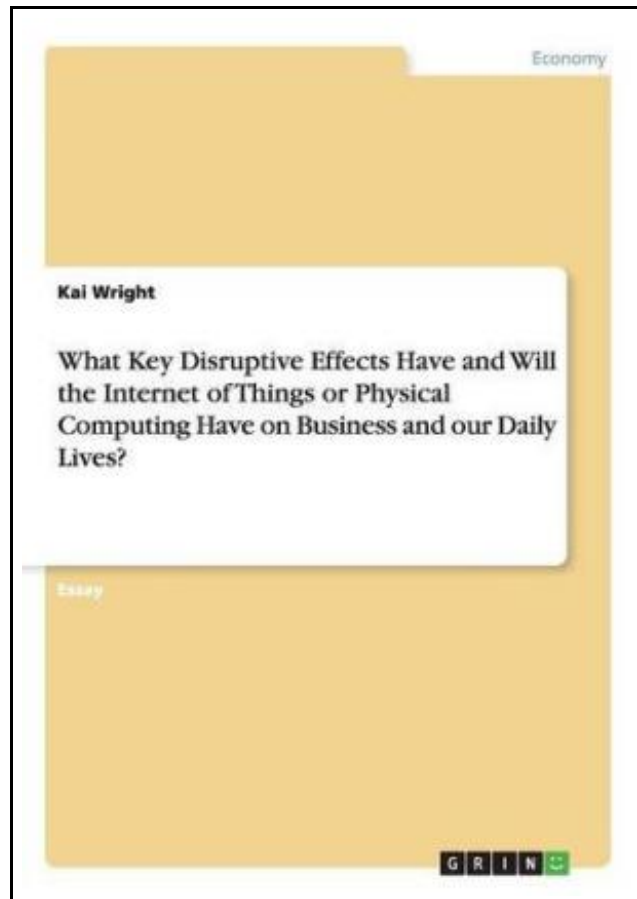 Economy
Kai Wright
What Key Disruptive Effects Have and Will
the Internet of Things or Physical
Computing Have on Business and our Daily
Lives?
Essay
GRIN